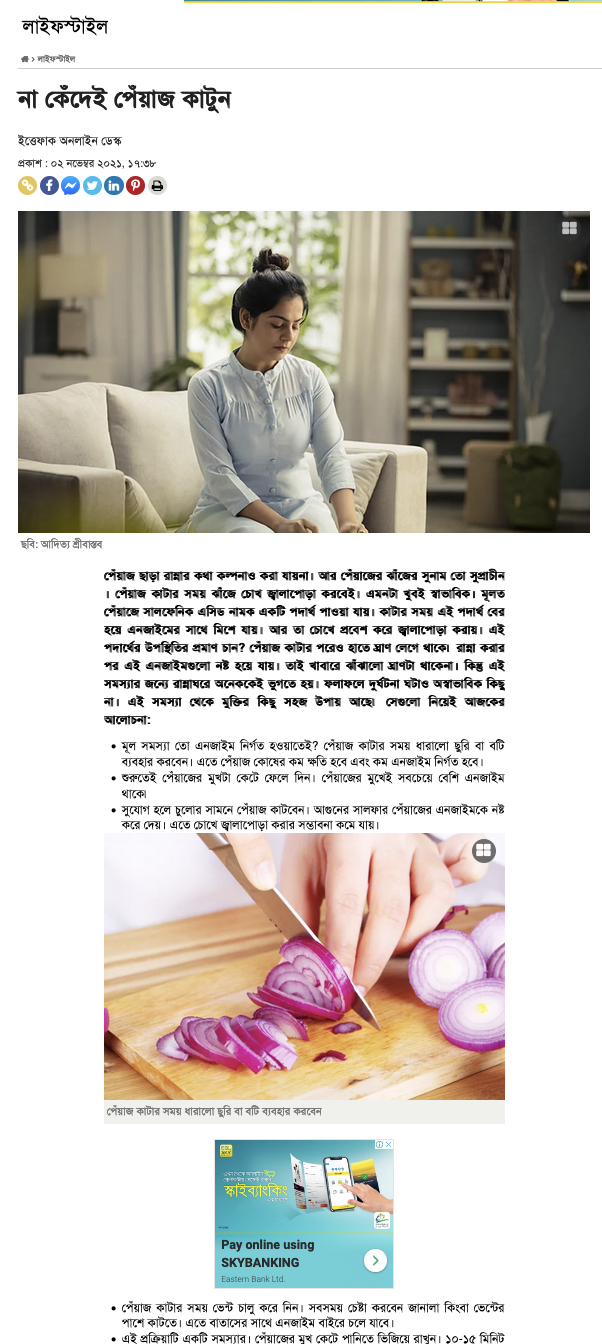 লাইফস্টাইল
লাইফস্টাইল
না কেঁদেই পেঁয়াজ কাটুন
ইত্তেফাক অনলাইন ডেস্ক
প্রকাশ : ০২ নভেম্বর ২০২১, ১৭:৩৮
ছবি: আদিত্য শ্রীবাস্তব
পেঁয়াজ ছাড়া রান্নার কথা কল্পনাও করা যায়না। আর পেঁয়াজের ঝাঁজের সুনাম তো সুপ্রাচীন
। পেঁয়াজ কাটার সময় ঝাঁজে চোখ জ্বালাপোড়া করবেই। এমনটা খুবই স্বাভাবিক। মূলত
পেঁয়াজে সালফেনিক এসিড নামক একটি পদার্থ পাওয়া যায়। কাটার সময় এই পদার্থ বের
হয়ে এনজাইমের সাথে মিশে যায়। আর তা চোখে প্রবেশ করে জ্বালাপোড়া করায়। এই
পদার্থের উপস্থিতির প্রমাণ চান? পেঁয়াজ কাটার পরেও হাতে ঘ্রাণ লেগে থাকে। রান্না করার
পর এই এনজাইমগুলো নষ্ট হয়ে যায়। তাই খাবারে ঝাঁঝালো ঘ্রাণটা থাকেনা। কিন্তু এই
সমস্যার জন্যে রান্নাঘরে অনেককেই ভুগতে হয়। ফলাফলে দুর্ঘটনা ঘটাও অস্বাভাবিক কিছু
না। এই সমস্যা থেকে মুক্তির কিছু সহজ উপায় আছে। সেগুলো নিয়েই আজকের
আলোচনা:
• মূল সমস্যা তো এনজাইম নির্গত হওয়াতেই? পেঁয়াজ কাটার সময় ধারালো ছুরি বা বটি
ব্যবহার করবেন। এতে পেঁয়াজ কোষের কম ক্ষতি হবে এবং কম এনজাইম নির্গত হবে।
• শুরুতেই পেঁয়াজের মুখটা কেটে ফেলে দিন। পেঁয়াজের মুখেই সবচেয়ে বেশি এনজাইম
থাকে।
• সুযোগ হলে চুলোর সামনে পেঁয়াজ কাটবেন। আগুনের সালফার পেঁয়াজের এনজাইমকে নষ্ট
করে দেয়। এতে চোখে জ্বালাপোড়া করার সম্ভাবনা কমে যায়।
পেঁয়াজ কাটার সময় ধারালো ছুরি বা বটি ব্যবহার করবেন
স্কাইব্যাংকিং
Pay online using
SKYBANKING
Eastern Bank Ltd.
• পেঁয়াজ কাটার সময় ভেন্ট চালু করে নিন। সবসময় চেষ্টা করবেন জানালা কিংবা ভেন্টের
পাশে কাটতে। এতে বাতাসের সাথে এনজাইম বাইরে চলে যাবে।
• এই প্রক্রিয়াটি একটি সমস্যার। পেঁয়াজের মুখ কেটে পানিতে ভিজিয়ে রাখুন। ১০-১৫ মিনিট